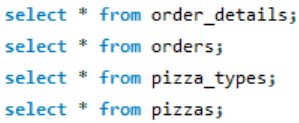 select * from order_details;
select * from orders;
select * from pizza_types;
select * from pizzas;